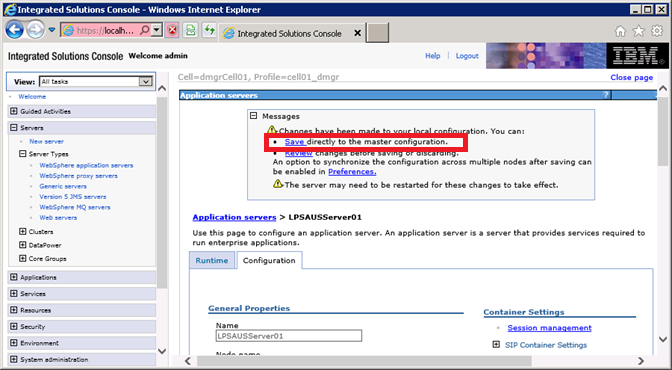 Integrated Solutions Console - Windows Internet Explorer
https://localh...
Integrated Solutions Console
Integrated Solutions Console Welcome admin
Help | Logout
IBM
View: All tasks
Welcome
Guided Activities
Servers
New server
Server Types
WebSphere application servers
WebSphere proxy servers
Generic servers
Version 5 JMS servers
WebSphere MQ servers
Web servers
Clusters
DataPower
Core Groups
Applications
Services
Resources
Security
Environment
System administration
Cell=dmgrCell01, Profile=cell01_dmgr
Close page
Application servers
?
Messages
Changes have been made to your local configuration. You can:
Save directly to the master configuration.
Review changes before saving or discarding.
An option to synchronize the configuration across multiple nodes after saving can
be enabled in Preferences.
The server may need to be restarted for these changes to take effect.
Application servers > LPSAUSServer01
Use this page to configure an application server. An application server is a server that provides services required to
run enterprise applications.
Runtime Configuration
General Properties
Name
LPSAUSServer01
Node name
Container Settings
Session management
SIP Container Settings